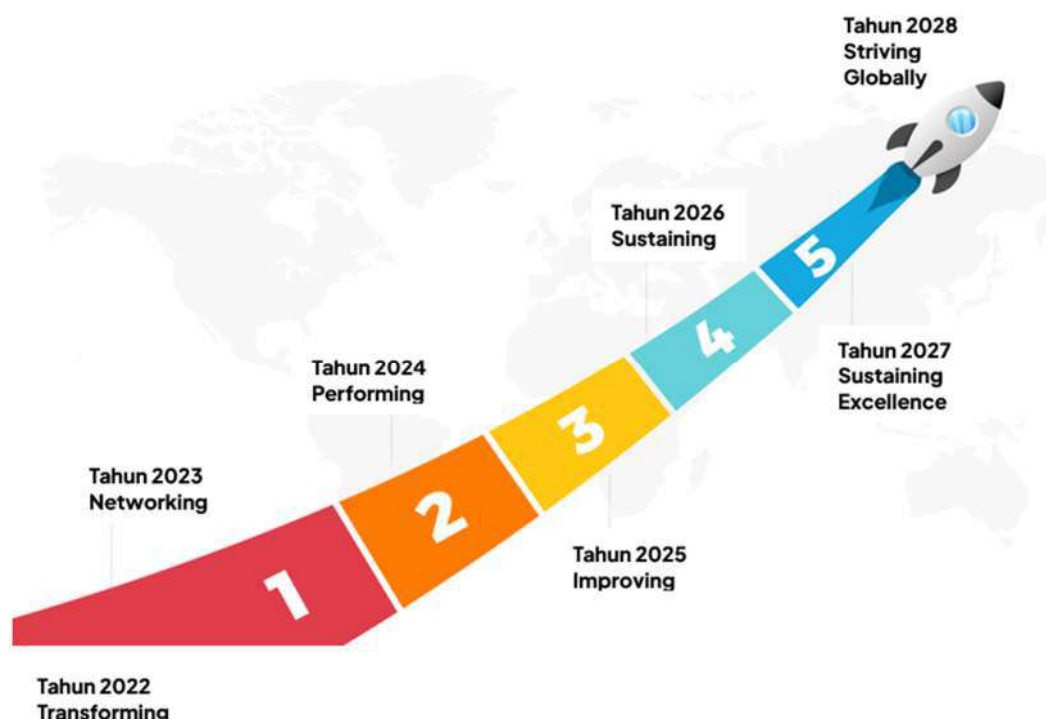 Tahun 2028
Striving
Globally
Tahun 2026
Sustaining
5
4
Tahun 2027
Sustaining
Excellence
Tahun 2024
Performing
3
2
Tahun 2023
Networking
Tahun 2025
Improving
1
Tahun 2022
Transforming